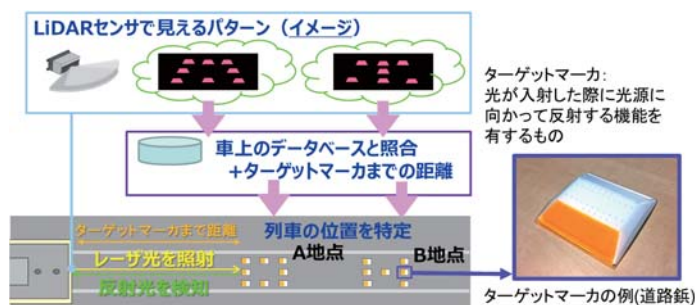 LiDARセンサで見えるパターン（イメージ）
ターゲットマーカ：
光が入射した際に光源に
向かって反射する機能を
有するもの
車上のデータベースと照合
＋ターゲットマーカまでの距離
ターゲットマーカまで距離
列車の位置を特定
A地点
B地点
レーザ光を照射
反射光を検知
ターゲットマーカの例(道路鋲)